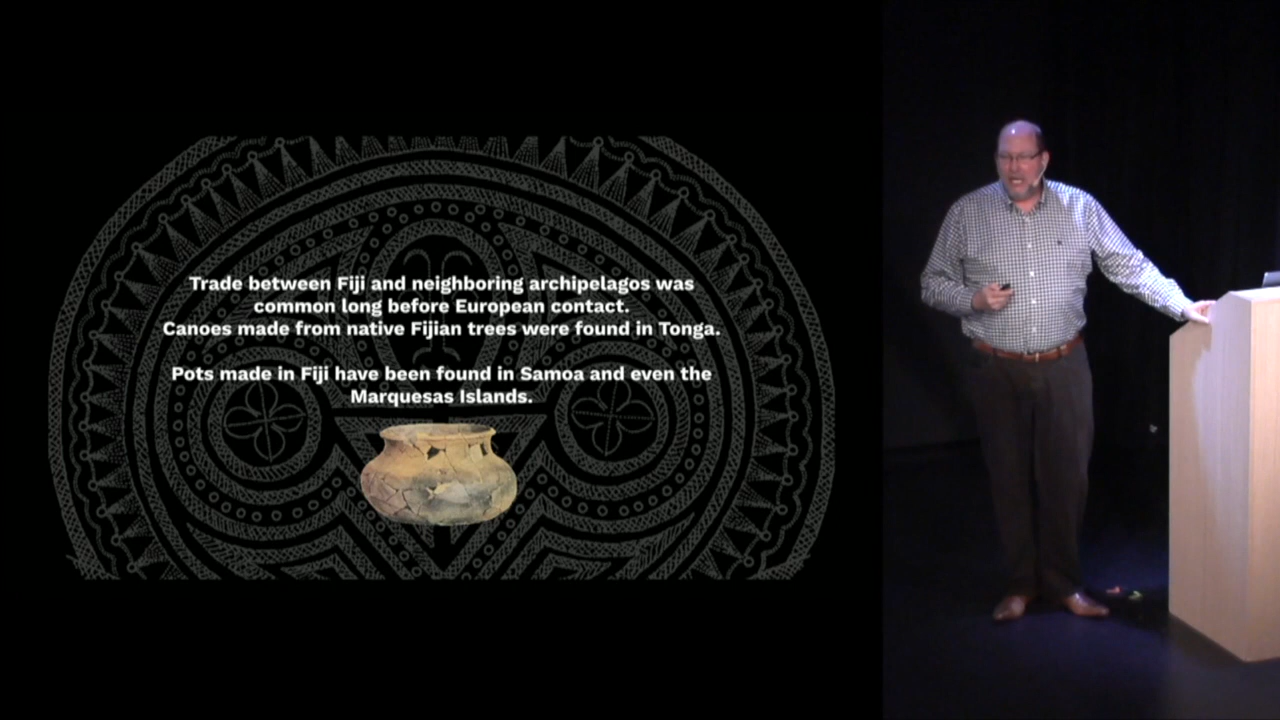 Trade between Fiji and neighboring archipelagos was
common long before European contact.
Canoes made from native Fijian trees were found in Tonga.
Pots made in Fiji have been found in Samoa and even the
Marquesas Islands.